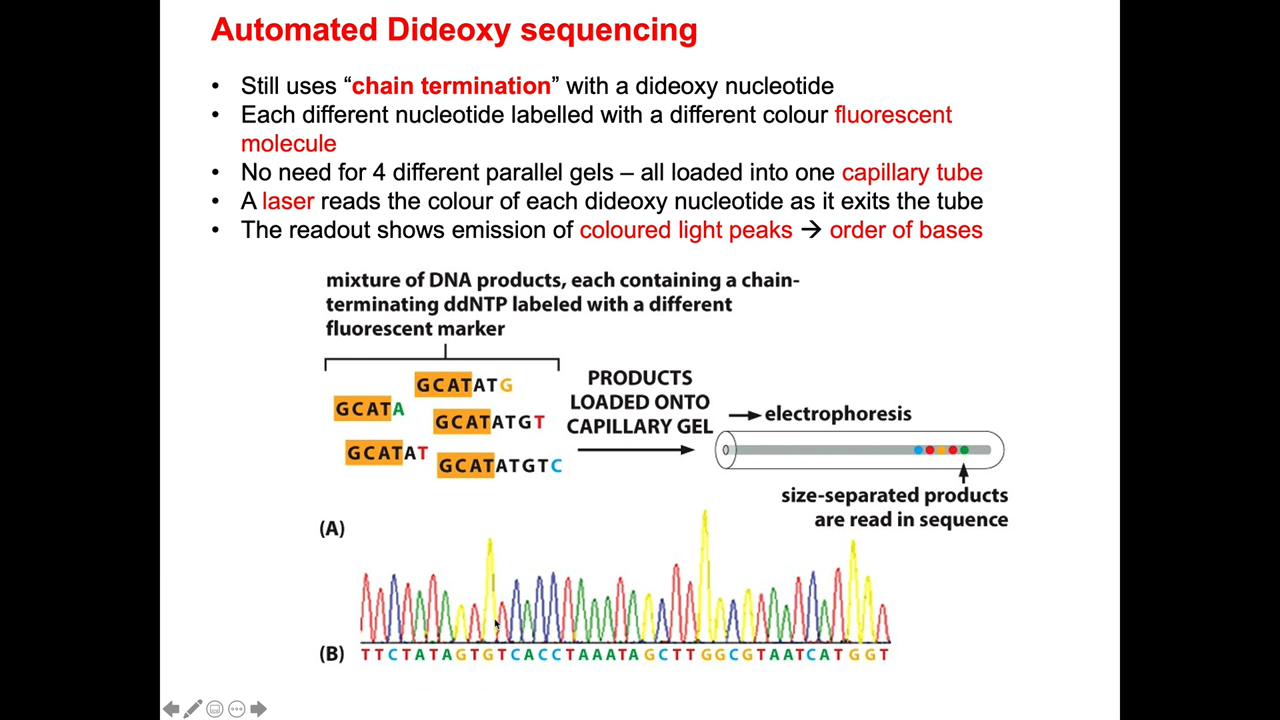 Automated Dideoxy sequencing
• Still uses “chain termination” with a dideoxy nucleotide
• Each different nucleotide labelled with a different colour fluorescent
molecule
• No need for 4 different parallel gels – all loaded into one capillary tube
• A laser reads the colour of each dideoxy nucleotide as it exits the tube
• The readout shows emission of coloured light peaks → order of bases
mixture of DNA products, each containing a chain-
terminating ddNTP labeled with a different
fluorescent marker
GCATATG
GCATA
GCATATGT
GCATAT
GCATATGTC
PRODUCTS
LOADED ONTO
CAPILLARY GEL
electrophoresis
size-separated products
are read in sequence
(A)
(B) TTCTATAGTGTCACCTAAATAGCTTGGCGTAATCATGGT